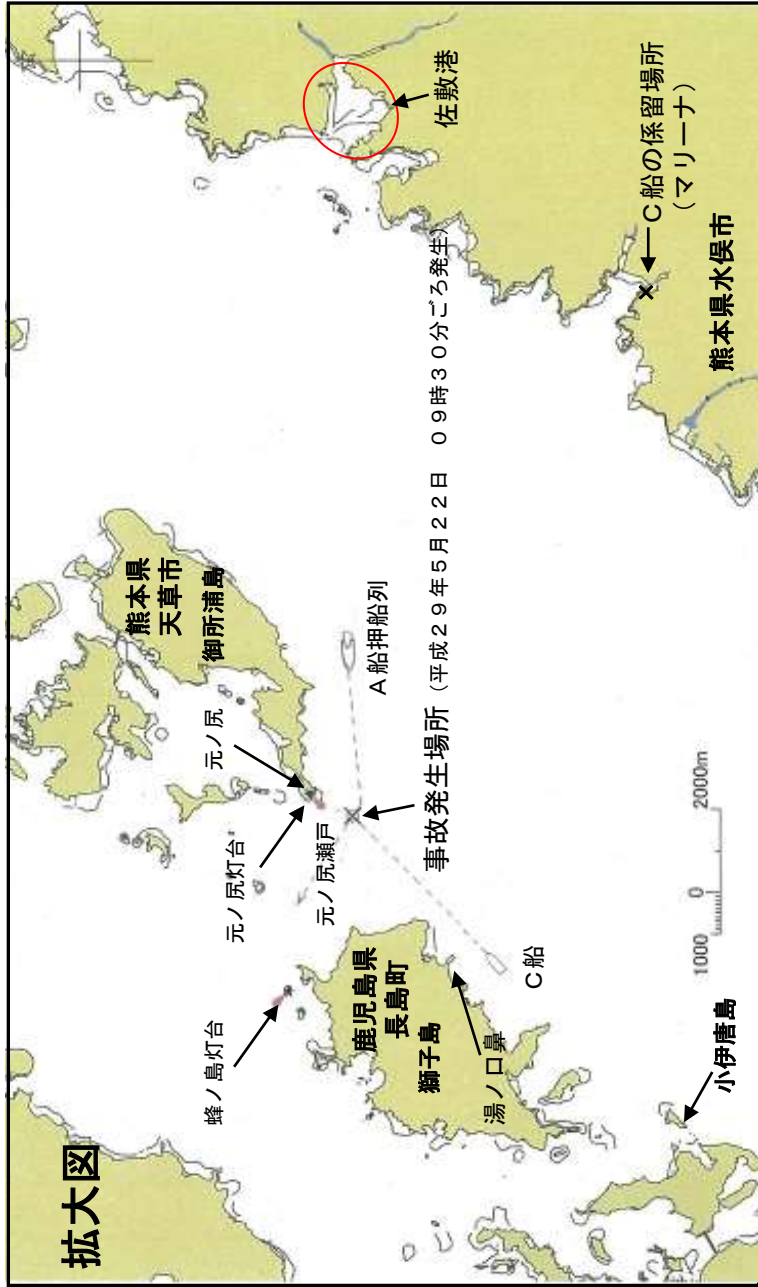 拡大図
蜂ノ島灯台
元ノ尻灯台
元ノ尻
元ノ尻瀬戸
熊本県
天草市
御所浦島
佐敷港
鹿児島県
長島町
獅子島
湯ノ口鼻
C船
A船押船列
事故発生場所(平成29年5月22日 09時30分ごろ発生)
C船の係留場所
(マリーナ)
熊本県水俣市
小伊唐島
1000 0 2000m